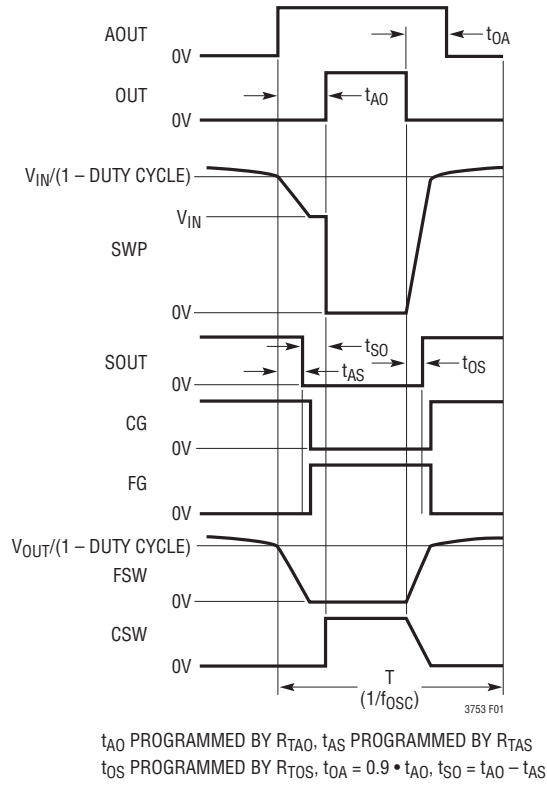 AOUT
0V
t_OA
OUT
0V
t_AO
V_IN/(1 – DUTY CYCLE)
V_IN
SWP
0V
SOUT
0V
t_SO
t_AS
t_OS
CG
0V
FG
0V
V_OUT/(1 – DUTY CYCLE)
FSW
0V
CSW
0V
T
(1/f_OSC)
3753 F01
t_AO PROGRAMMED BY R_TAO, t_AS PROGRAMMED BY R_TAS
t_OS PROGRAMMED BY R_TOS, t_OA = 0.9 • t_AO, t_SO = t_AO – t_AS